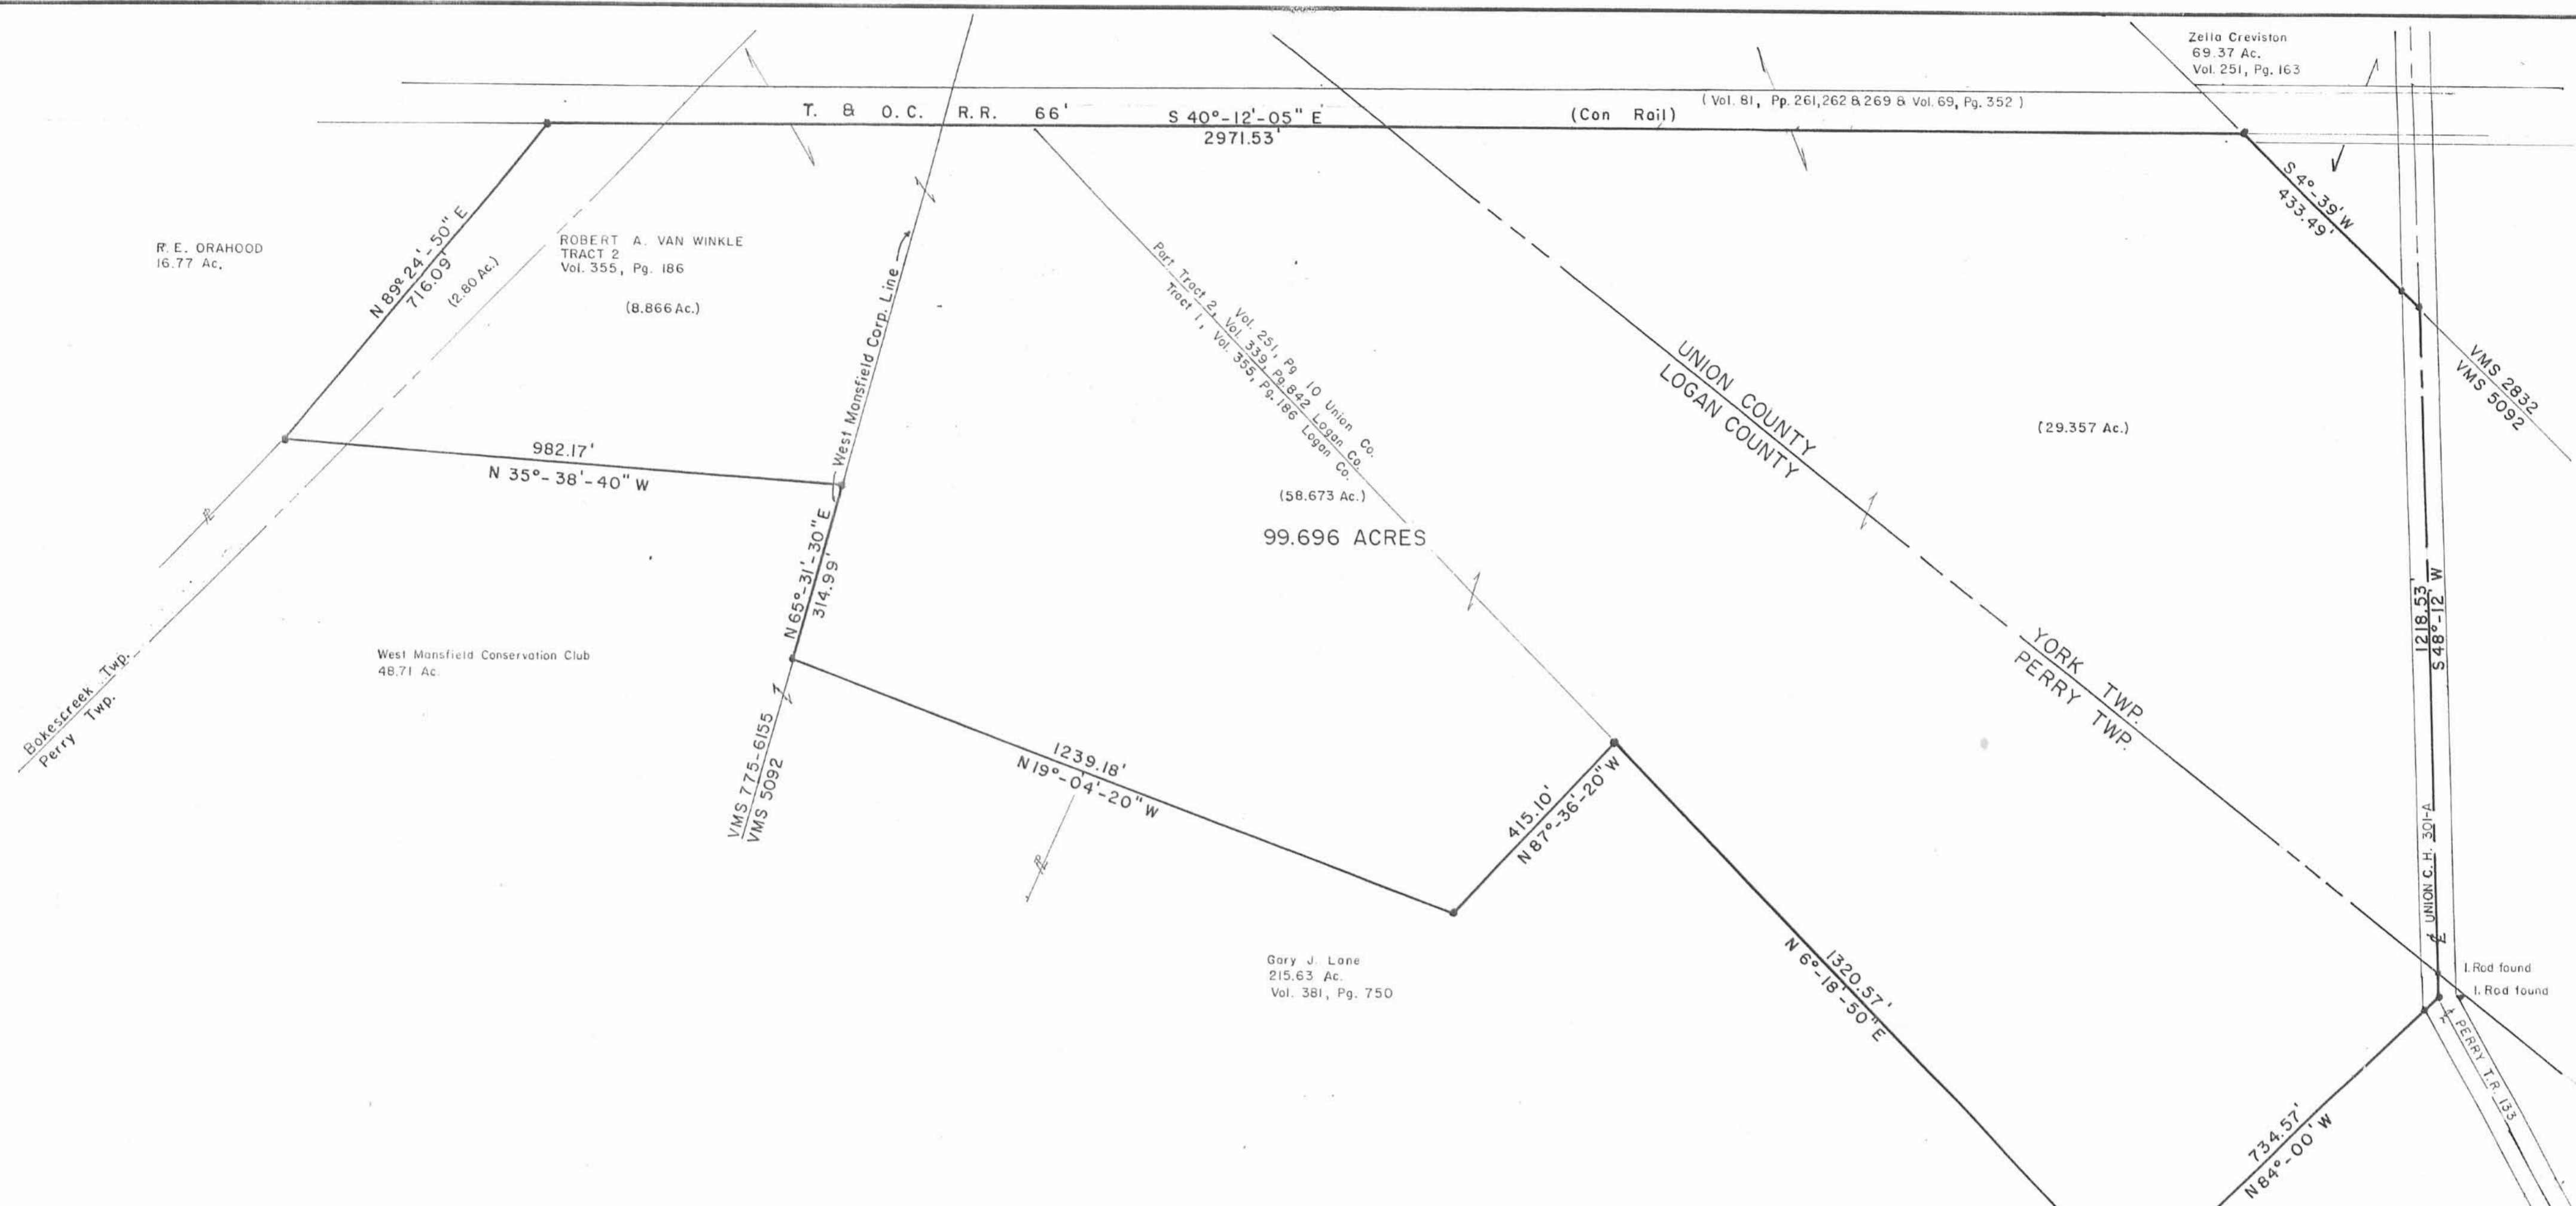 Zella Creviston
69.37 Ac.
Vol. 251, Pg. 163
T. & O.C. R.R. 66'
S 40°-12'-05" E
2971.53'
(Con Rail)
(Vol. 81, Pp. 261,262 & 269 & Vol. 69, Pg. 352)
S 4°-39' W
433.49'
R. E. ORAHOOD
16.77 Ac.
N 89° 24'-50" E
716.09'
(2.80 Ac.)
ROBERT A. VAN WINKLE
TRACT 2
Vol. 355, Pg. 186
(8.866 Ac.)
West Mansfield Corp. Line
Part Tract 2, Vol. 251, Pg 10 Union Co.
Vol. 339, Pg. 842 Logan Co.
Tract 1, Vol. 355, Pg. 186 Logan Co.
UNION COUNTY
LOGAN COUNTY
VMS 2832
VMS 5092
(29.357 Ac.)
982.17'
N 35°-38'-40" W
(58.673 Ac.)
99.696 ACRES
N 65°-31'-30" E
314.99'
1218.53'
S 48°-12' W
YORK TWP.
PERRY TWP.
West Mansfield Conservation Club
48.71 Ac.
Bokescreek Twp.
Perry Twp.
VMS 775-6155
VMS 5092
1239.18'
N 19°-04'-20" W
415.10'
N 87°-36'-20" W
UNION C.H. 301-A
Gary J. Lane
215.63 Ac.
Vol. 381, Pg. 750
1320.57'
N 6°-18'-50" E
I. Rod found
I. Rod found
PERRY T.R. 133
734.57'
N 84°-00' W